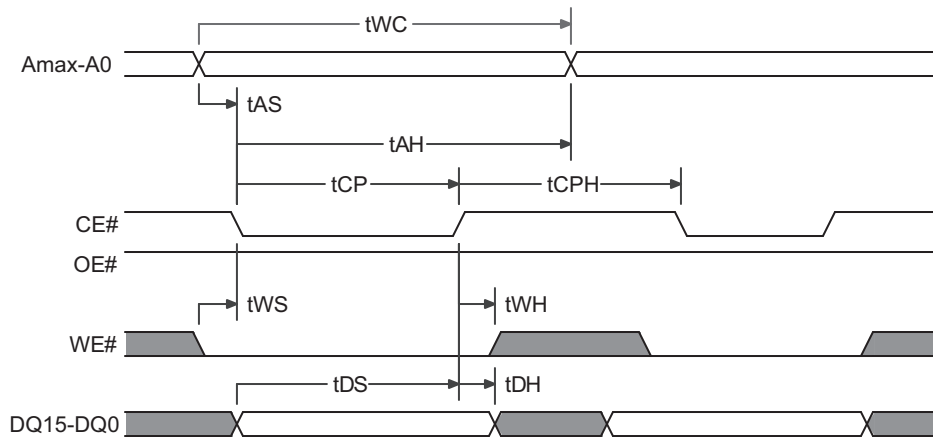 tWC
Amax-A0
tAS
tAH
tCP
tCPH
CE#
OE#
tWS
tWH
WE#
tDS
tDH
DQ15-DQ0